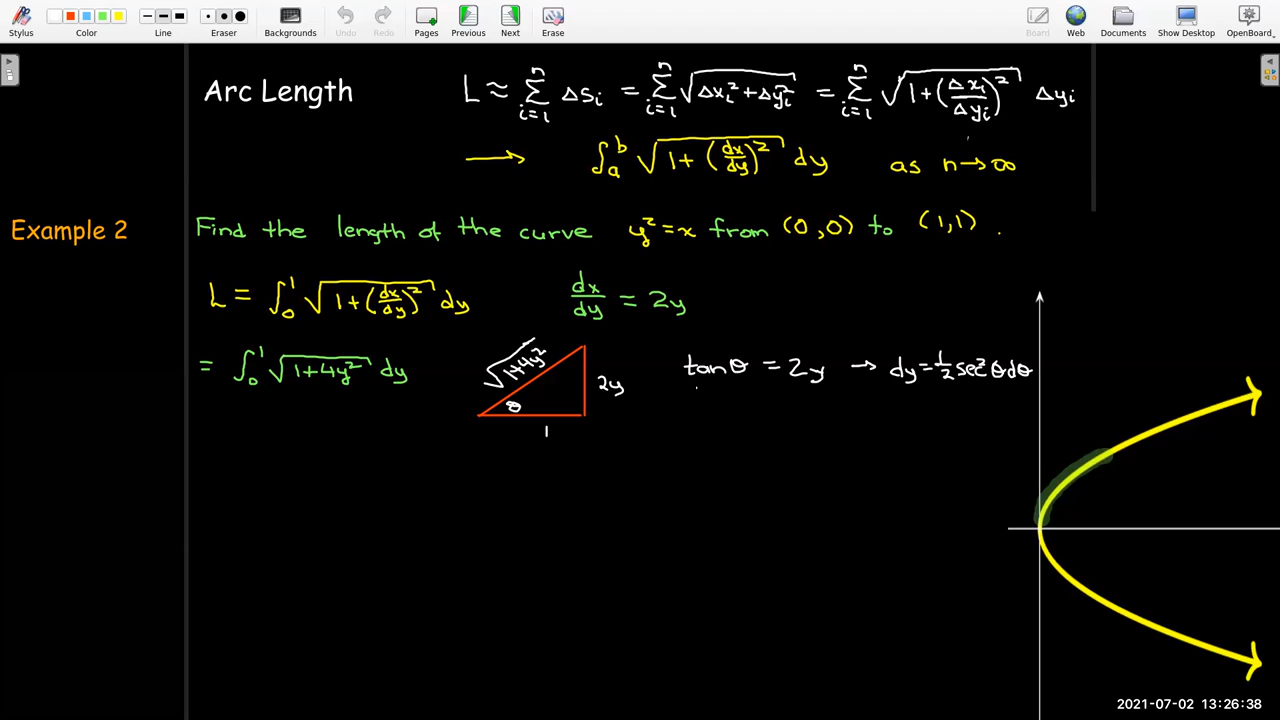 Stylus Color Line Eraser Backgrounds Undo Redo Pages Previous Next Erase Board Web Documents Show Desktop OpenBoard
Arc Length L ≈ ∑_{i=1}^{n} Δs_i = ∑_{i=1}^{n} √(Δx_i² + Δy_i²) = ∑_{i=1}^{n} √(1 + (Δx_i/Δy_i)²) Δy_i
→ ∫_a^b √(1 + (dx/dy)²) dy as n → ∞
Example 2 Find the length of the curve y² = x from (0,0) to (1,1).
L = ∫_0^1 √(1 + (dx/dy)²) dy dx/dy = 2y
= ∫_0^1 √(1+4y²) dy √(1+4y²) θ 2y 1 tanθ = 2y → dy = ½ sec²θ dθ
2021-07-02 13:26:38